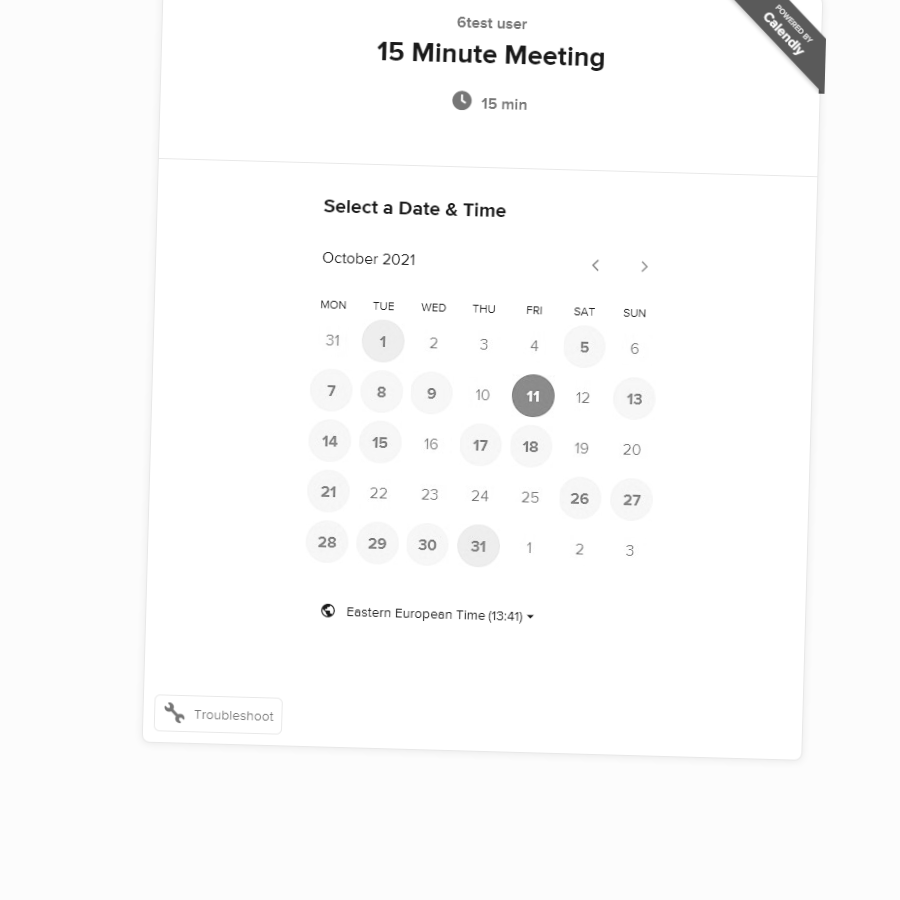 6test user
15 Minute Meeting
15 min
POWERED BY
Calendly
Select a Date & Time
October 2021
MON TUE WED THU FRI SAT SUN
31 1 2 3 4 5 6
7 8 9 10 11 12 13
14 15 16 17 18 19 20
21 22 23 24 25 26 27
28 29 30 31 1 2 3
Eastern European Time (13:41)
Troubleshoot